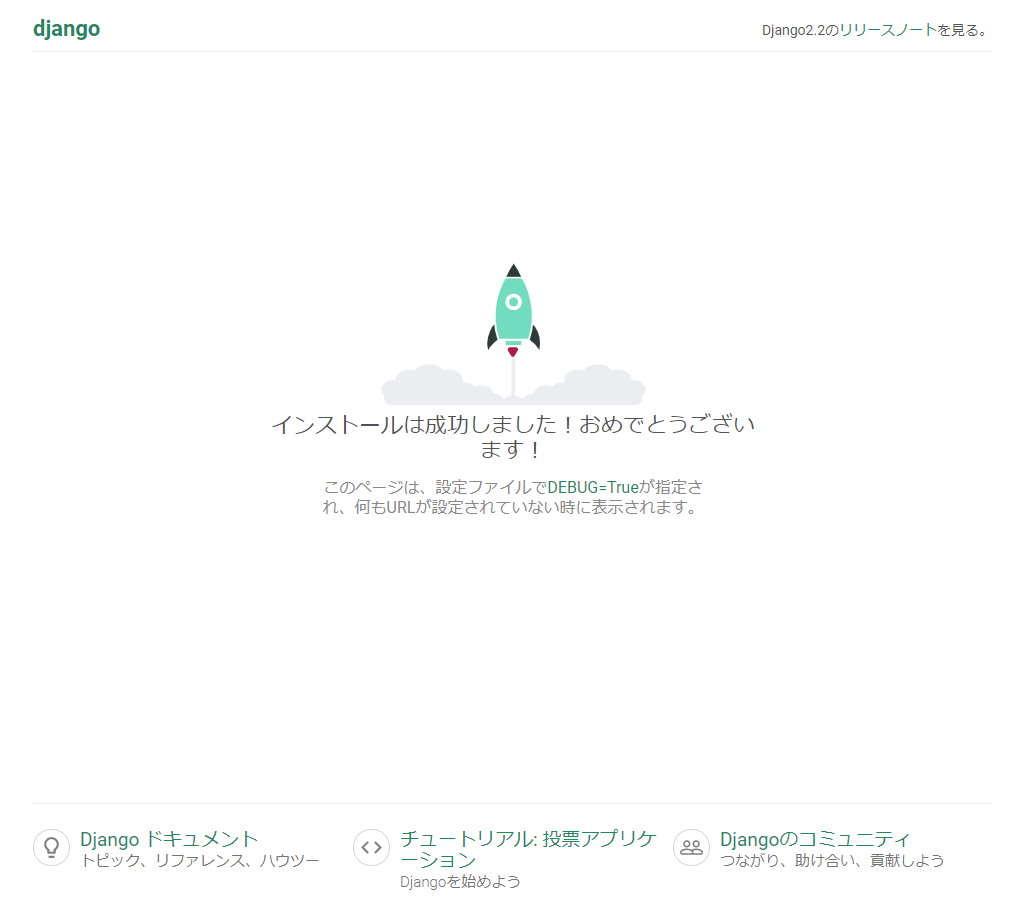 django
Django2.2のリリースノートを見る。
インストールは成功しました！おめでとうござい
ます！
このページは、設定ファイルでDEBUG=Trueが指定さ
れ、何もURLが設定されていない時に表示されます。
Django ドキュメント
トピック、リファレンス、ハウツー
チュートリアル: 投票アプリケ
ーション
Djangoを始めよう
Djangoのコミュニティ
つながり、助け合い、貢献しよう